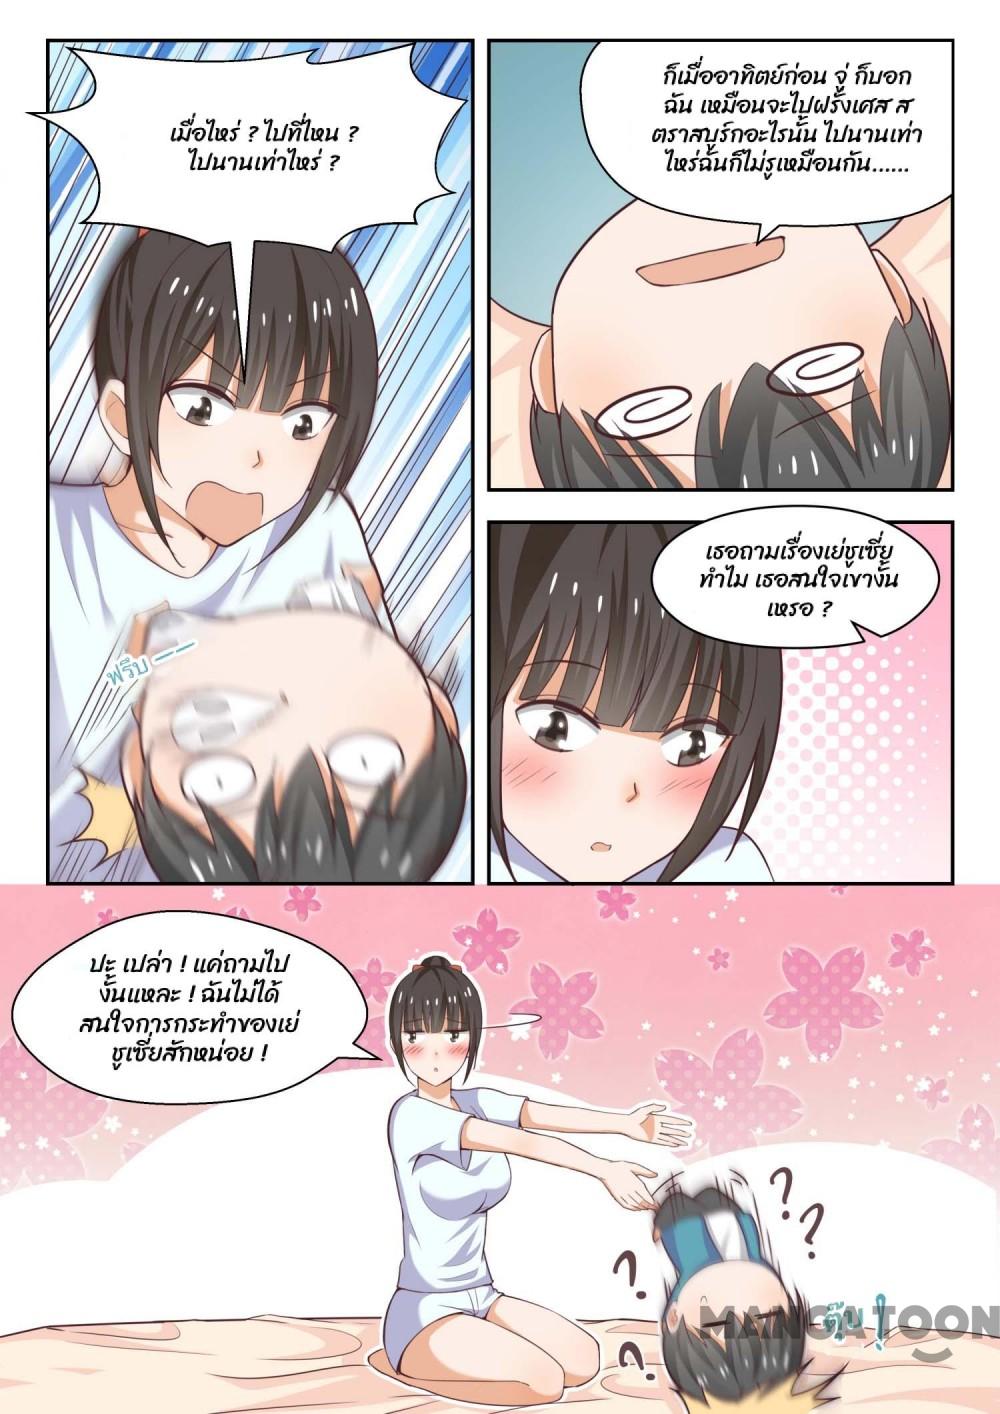 เมื่อไหร่ ? ไปที่ไหน ?
ไปนานเท่าไหร่ ?
ก็เมื่ออาทิตย์ก่อน จู่ ก็บอก
ฉัน เหมือนจะไปฝรั่งเศส ส
ตราสบูร์กอะไรนั้น ไปนานเท่า
ไหร่ฉันก็ไม่รูเหมือนกัน......
ฟรึบ ——
เธอถามเรื่องเย่ชูเซี่ย
ทำไม เธอสนใจเขางั้น
เหรอ ?
ปะ เปล่า ! แค่ถามไป
งั้นแหละ ! ฉันไม่ได้
สนใจการกระทำของเย่
ชูเซี่ยสักหน่อย !
?
?
?
?
ตุ๊บ !
MANGATOON